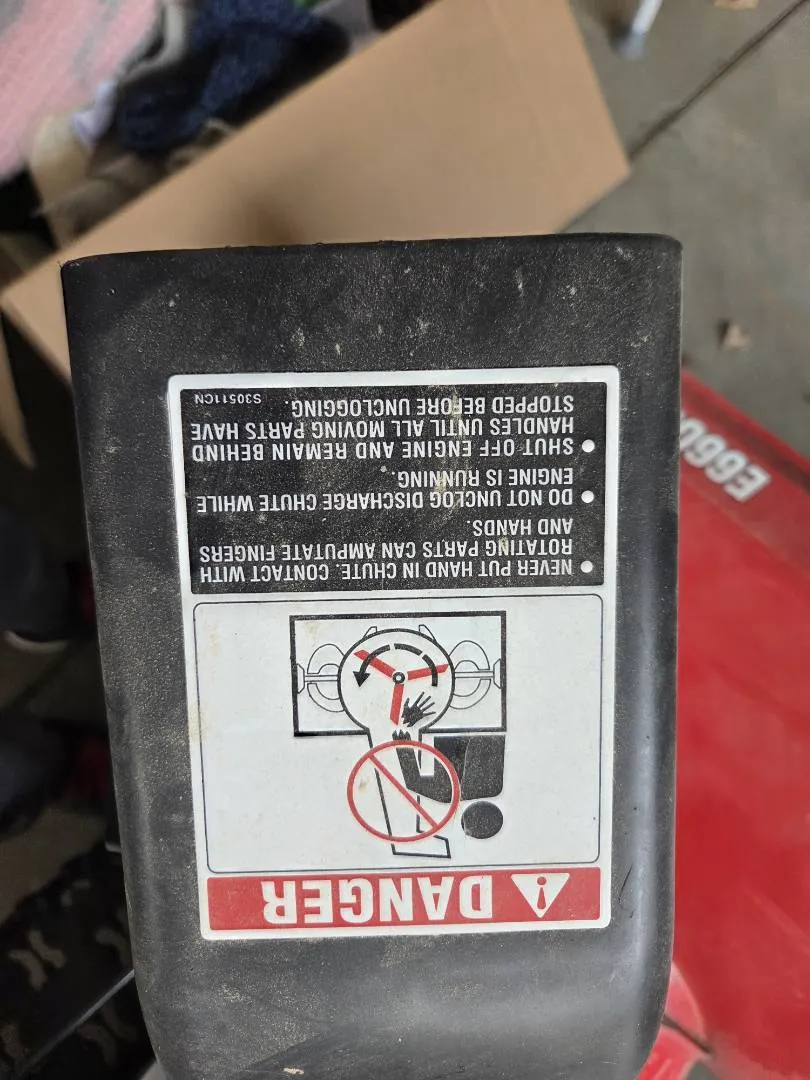 DANGER
• NEVER PUT HAND IN CHUTE. CONTACT WITH
ROTATING PARTS CAN AMPUTATE FINGERS
AND HANDS.
• DO NOT UNCLOG DISCHARGE CHUTE WHILE
ENGINE IS RUNNING.
• SHUT OFF ENGINE AND REMAIN BEHIND
HANDLES UNTIL ALL MOVING PARTS HAVE
STOPPED BEFORE UNCLOGGING.
S30511CN